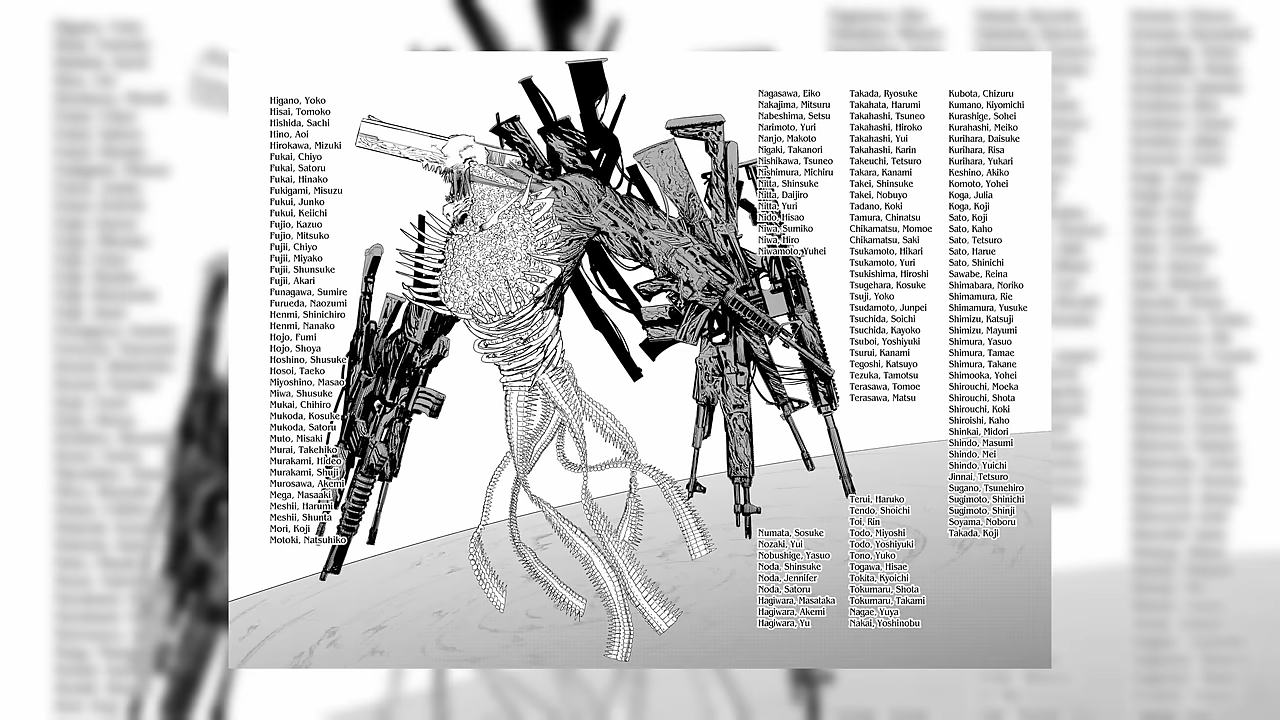 Higano, Yoko
Hisai, Tomoko
Hishida, Sachi
Hino, Aoi
Hirokawa, Mizuki
Fukai, Chiyo
Fukai, Satoru
Fukai, Hinako
Fukigami, Misuzu
Fukui, Junko
Fukui, Keiichi
Fujio, Kazuo
Fujio, Mitsuko
Fujii, Chiyo
Fujii, Miyako
Fujii, Shunsuke
Fujii, Akari
Funagawa, Sumire
Furueda, Naozumi
Henmi, Shinichiro
Henmi, Nanako
Hojo, Fumi
Hojo, Shoya
Hoshino, Shusuke
Hosoi, Taeko
Miyoshino, Masao
Miwa, Shusuke
Mukai, Chihiro
Mukoda, Kosuke
Mukoda, Satoru
Muto, Misaki
Murai, Takehiko
Murakami, Hideo
Murakami, Shuji
Murosawa, Akemi
Mega, Masaaki
Meshii, Harumi
Meshii, Shunta
Mori, Koji
Motoki, Natsuhiko
Nagasawa, Eiko
Nakajima, Mitsuru
Nabeshima, Setsu
Narimoto, Yuri
Nanjo, Makoto
Nigaki, Takanori
Nishikawa, Tsuneo
Nishimura, Michiru
Nitta, Shinsuke
Nitta, Daijiro
Nitta, Yuri
Nido, Hisao
Niwa, Sumiko
Niwa, Hiro
Niwamoto, Yuhei
Numata, Sosuke
Nozaki, Yui
Nobushige, Yasuo
Noda, Shinsuke
Noda, Jennifer
Noda, Satoru
Hagiwara, Masataka
Hagiwara, Akemi
Hagiwara, Yu
Takada, Ryosuke
Takahata, Harumi
Takahashi, Tsuneo
Takahashi, Hiroko
Takahashi, Yui
Takahashi, Karin
Takeuchi, Tetsuro
Takara, Kanami
Takei, Shinsuke
Takei, Nobuyo
Tadano, Koki
Tamura, Chinatsu
Chikamatsu, Momoe
Chikamatsu, Saki
Tsukamoto, Hikari
Tsukamoto, Yuri
Tsukishima, Hiroshi
Tsugehara, Kosuke
Tsuji, Yoko
Tsudamoto, Junpei
Tsuchida, Soichi
Tsuchida, Kayoko
Tsuboi, Yoshiyuki
Tsurui, Kanami
Tegoshi, Katsuyo
Tezuka, Tamotsu
Terasawa, Tomoe
Terasawa, Matsu
Terui, Haruko
Tendo, Shoichi
Toi, Rin
Todo, Miyoshi
Todo, Yoshiyuki
Tono, Yuko
Togawa, Hisae
Tokita, Kyoichi
Tokumaru, Shota
Tokumaru, Takami
Nagae, Yuya
Nakai, Yoshinobu
Kubota, Chizuru
Kumano, Kiyomichi
Kurashige, Sohei
Kurahashi, Meiko
Kurihara, Daisuke
Kurihara, Risa
Kurihara, Yukari
Keshino, Akiko
Komoto, Yohei
Koga, Julia
Koga, Koji
Sato, Koji
Sato, Kaho
Sato, Tetsuro
Sato, Harue
Sato, Shinichi
Sawabe, Reina
Shimabara, Noriko
Shimamura, Rie
Shimamura, Yusuke
Shimizu, Katsuji
Shimizu, Mayumi
Shimura, Yasuo
Shimura, Tamae
Shimura, Takane
Shimooka, Yohei
Shirouchi, Moeka
Shirouchi, Shota
Shirouchi, Koki
Shiroishi, Kaho
Shinkai, Midori
Shindo, Masumi
Shindo, Mei
Shindo, Yuichi
Jinnai, Tetsuro
Sugano, Tsunehiro
Sugimoto, Shinichi
Sugimoto, Shinji
Soyama, Noboru
Takada, Koji